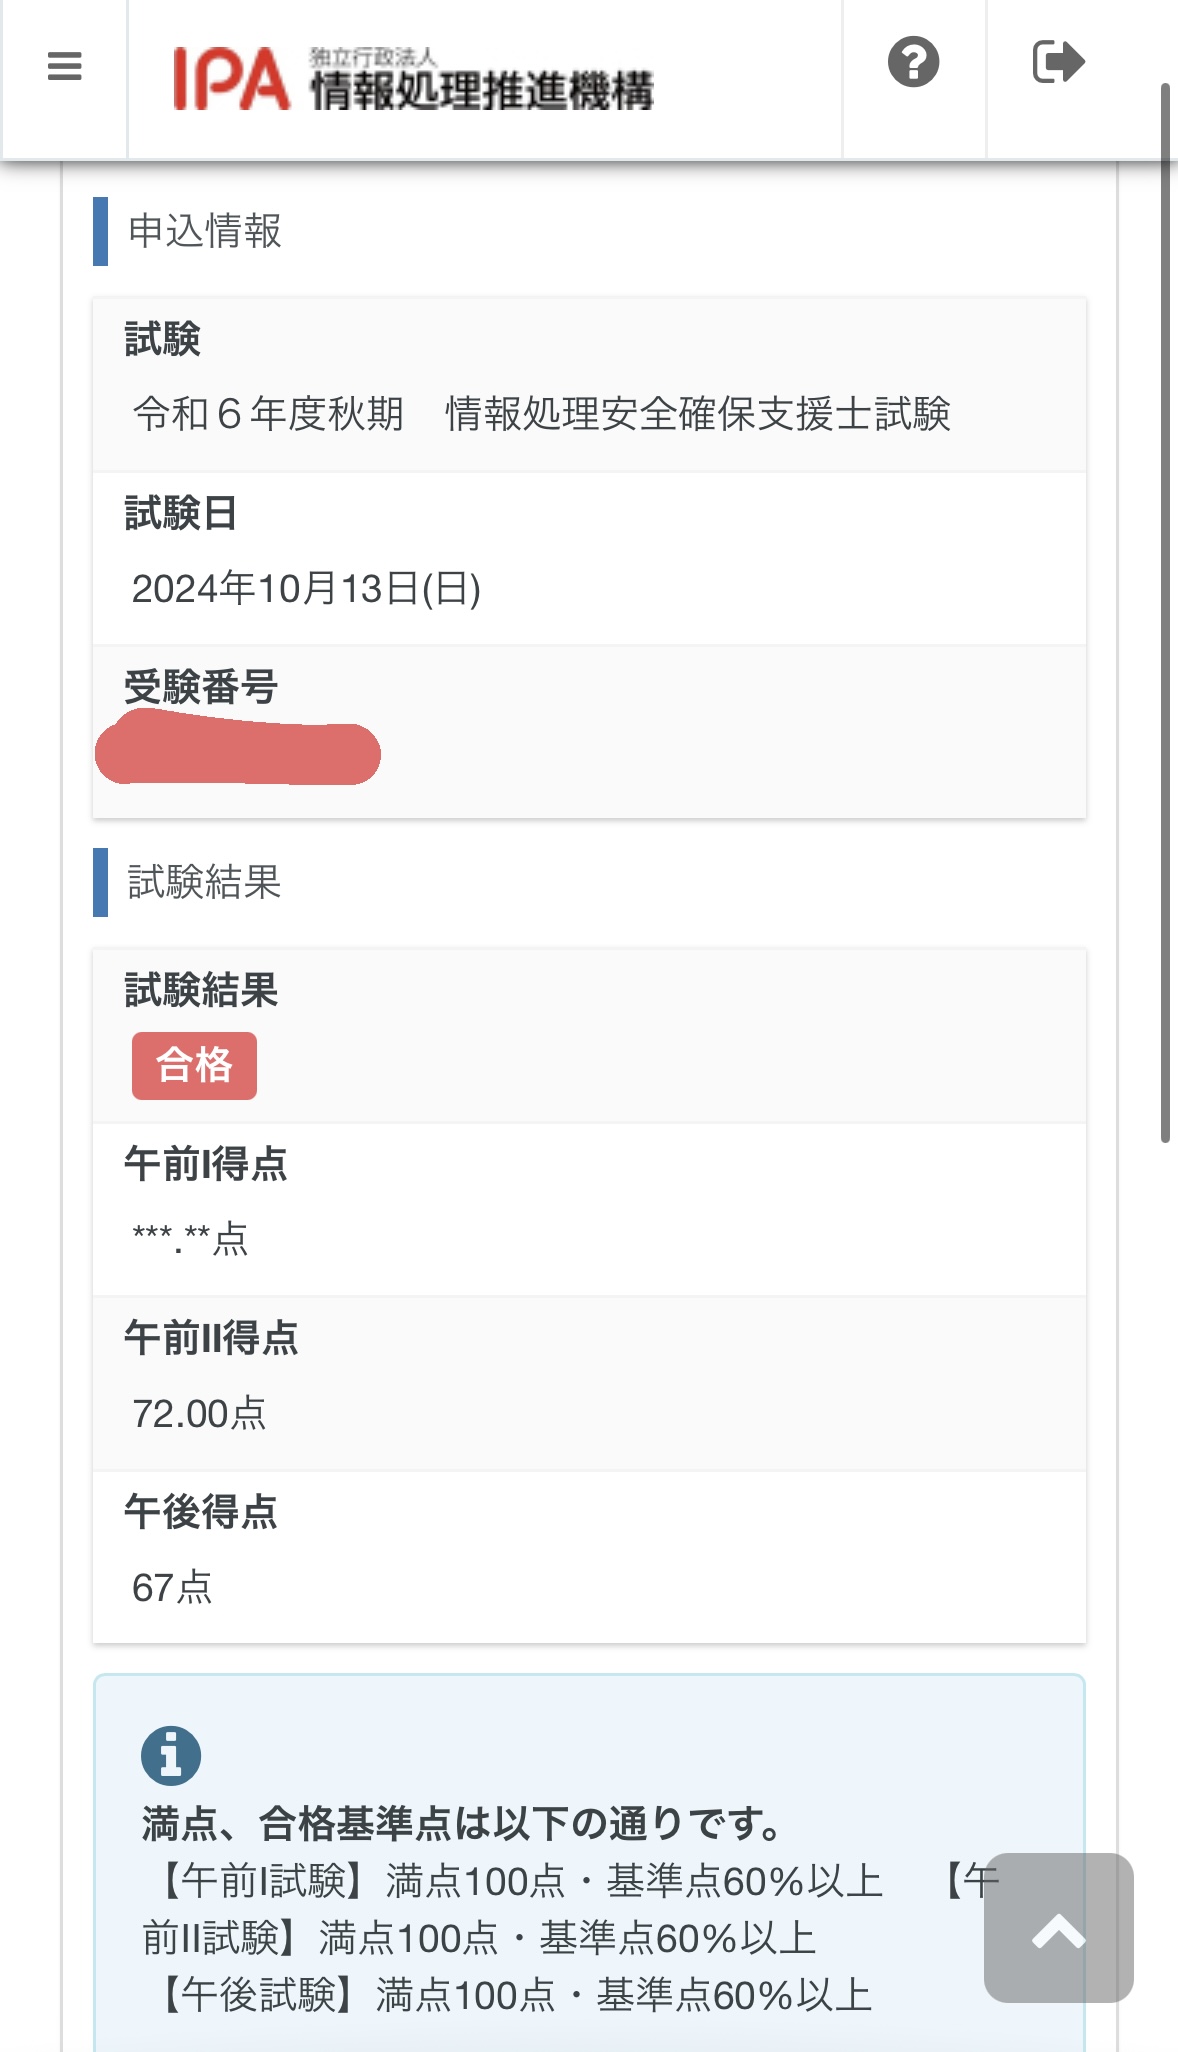 IPA 独立行政法人
情報処理推進機構
申込情報
試験
令和６年度秋期　情報処理安全確保支援士試験
試験日
2024年10月13日(日)
受験番号
試験結果
試験結果
合格
午前I得点
***.**点
午前II得点
72.00点
午後得点
67点
満点、合格基準点は以下の通りです。
【午前I試験】満点100点・基準点60%以上　【午
前II試験】満点100点・基準点60%以上
【午後試験】満点100点・基準点60%以上